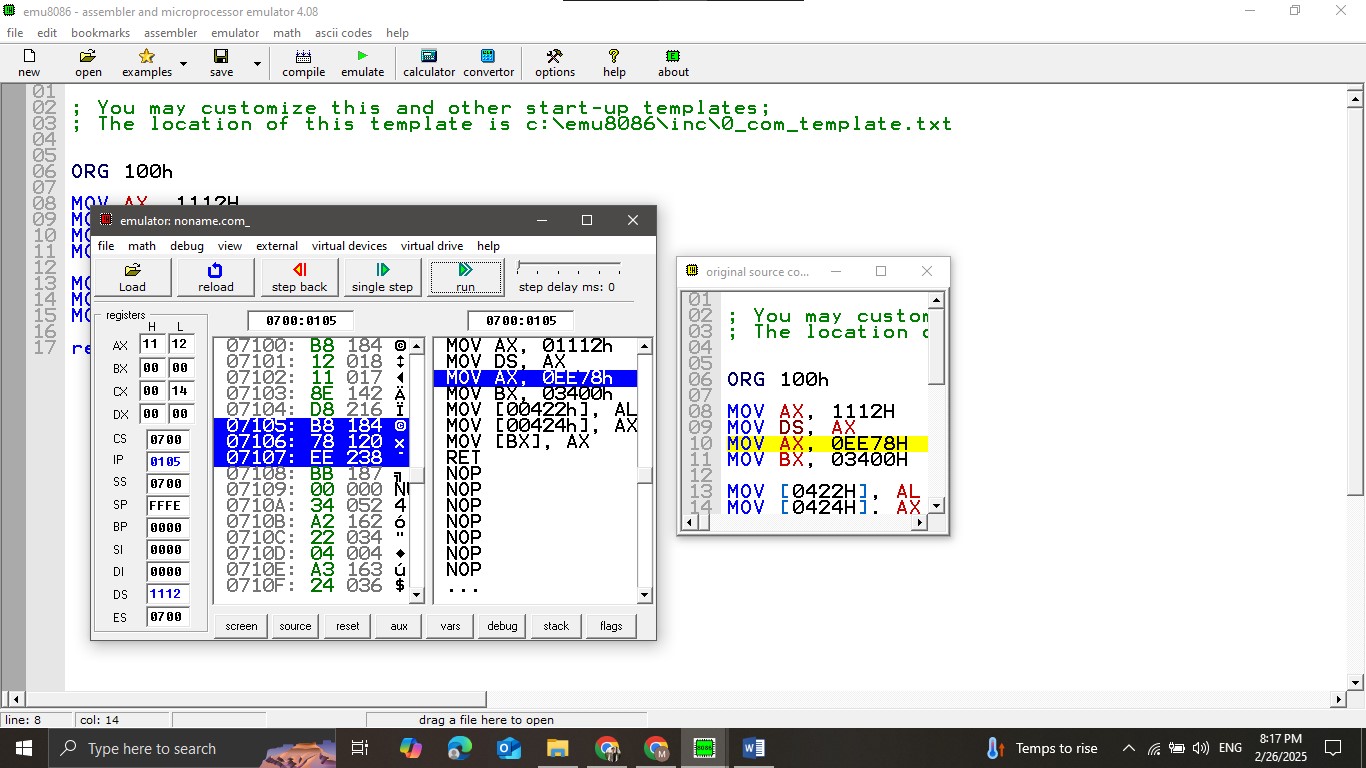 emu8086 - assembler and microprocessor emulator 4.08
file edit bookmarks assembler emulator math ascii codes help
new open examples save compile emulate calculator convertor options help about
01
02 ; You may customize this and other start-up templates;
03 ; The location of this template is c:\emu8086\inc\0_com_template.txt
04
05
06 ORG 100h
07
08 MOV AX, 1112H
09
10
11
12
13
14
15
16
17
emulator: noname.com_
file math debug view external virtual devices virtual drive help
Load reload step back single step run step delay ms: 0
registers
H L
AX 11 12
BX 00 00
CX 00 14
DX 00 00
CS 0700
IP 0105
SS 0700
SP FFFE
BP 0000
SI 0000
DI 0000
DS 1112
ES 0700
0700:0105 0700:0105
07100: B8 184
07101: 12 018 ↕
07102: 11 017 ◄
07103: 8E 142 Ä
07104: D8 216 Ï
07105: B8 184
07106: 78 120 x
07107: EE 238
07108: BB 187 ╗
07109: 00 000 NU
0710A: 34 052 4
0710B: A2 162 ó
0710C: 22 034 "
0710D: 04 004 ♦
0710E: A3 163 ú
0710F: 24 036 $
MOV AX, 01112h
MOV DS, AX
MOV AX, 0EE78h
MOV BX, 03400h
MOV [00422h], AL
MOV [00424h], AX
MOV [BX], AX
RET
NOP
NOP
NOP
NOP
NOP
NOP
NOP
...
screen source reset aux vars debug stack flags
original source co...
01
02 ; You may custom
03 ; The location
04
05
06 ORG 100h
07
08 MOV AX, 1112H
09 MOV DS, AX
10 MOV AX, 0EE78H
11 MOV BX, 03400H
12
13 MOV [0422H], AL
14 MOV [0424H], AX
line: 8 col: 14 drag a file here to open
Type here to search
Temps to rise ENG
8:17 PM
2/26/2025